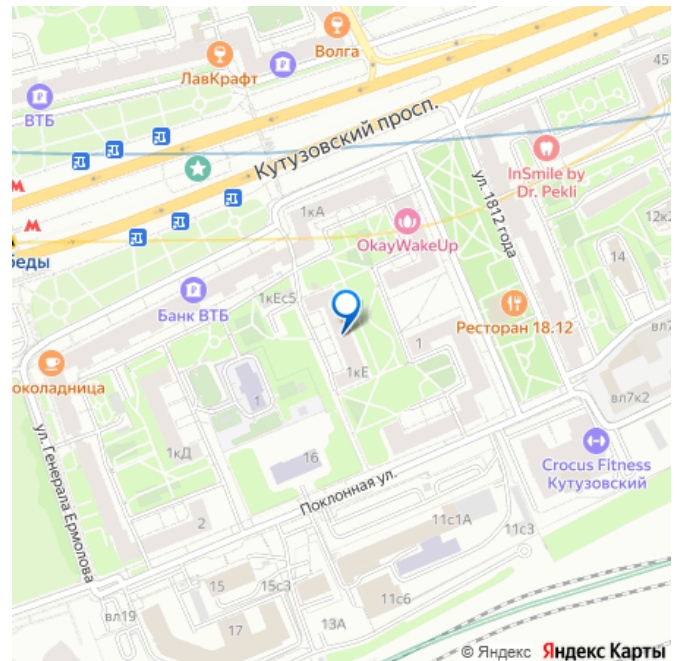 Волга
ЛавКрафт
45
ВТБ
Кутузовский просп.
InSmile by
Dr. Pekli
М
ул. 1812 года
1кА
12к2
М
OkayWakeUp
беды
14
1кЕс5
Банк ВТБ
Ресторан 18.12
вл7
1
околадница
1кЕ
1
вл7к2
1кД
16
Crocus Fitness
Кутузовский
ул. Генерала Ермолова
Поклонная ул.
2
11с1А
11с3
15
15с3
11с6
вл19
17
13А
© Яндекс Яндекс Карты